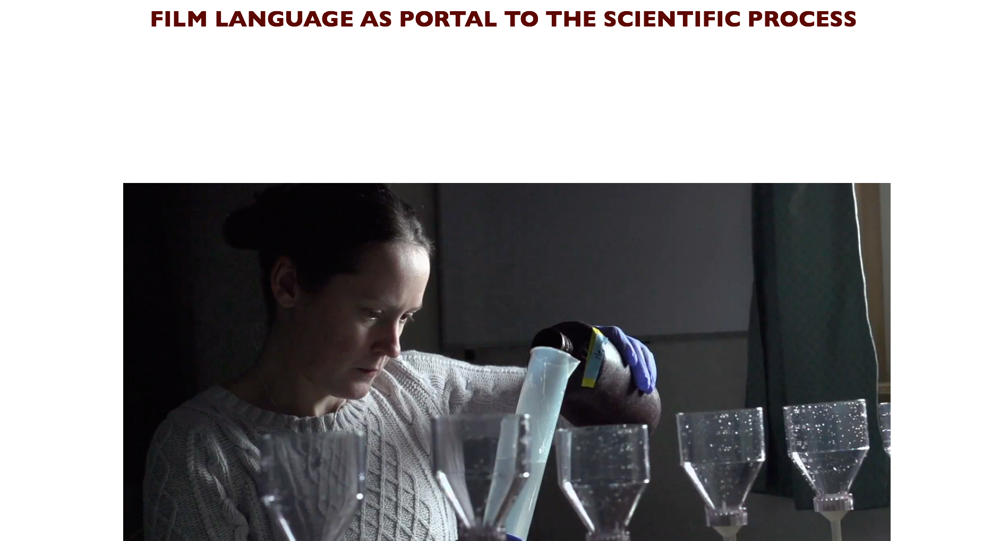 FILM LANGUAGE AS PORTAL TO THE SCIENTIFIC PROCESS